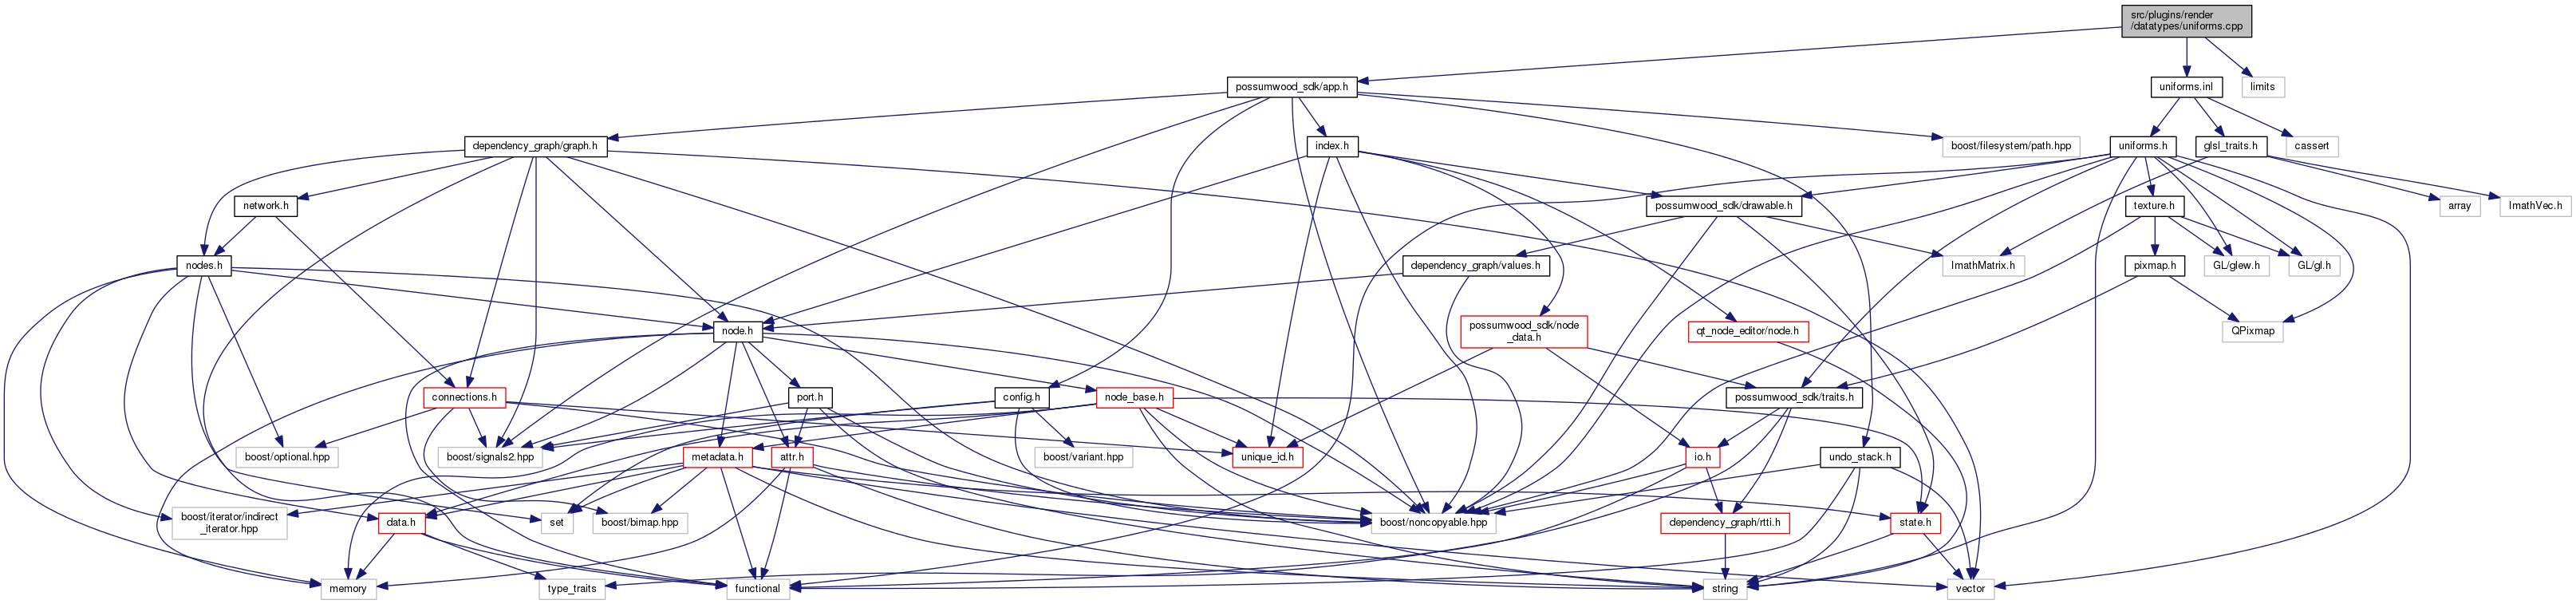 src/plugins/render
/datatypes/uniforms.cpp
possumwood_sdk/app.h
uniforms.inl
limits
dependency_graph/graph.h
index.h
boost/filesystem/path.hpp
uniforms.h
glsl_traits.h
cassert
network.h
possumwood_sdk/drawable.h
texture.h
array
ImathVec.h
nodes.h
dependency_graph/values.h
ImathMatrix.h
pixmap.h
GL/glew.h
GL/gl.h
node.h
possumwood_sdk/node
_data.h
qt_node_editor/node.h
QPixmap
connections.h
port.h
config.h
node_base.h
possumwood_sdk/traits.h
boost/optional.hpp
boost/signals2.hpp
metadata.h
attr.h
boost/variant.hpp
unique_id.h
io.h
undo_stack.h
boost/iterator/indirect
_iterator.hpp
data.h
set
boost/bimap.hpp
boost/noncopyable.hpp
dependency_graph/rtti.h
state.h
memory
type_traits
functional
string
vector